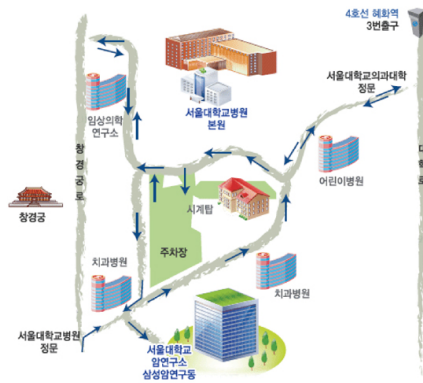 4호선 혜화역
3번출구
서울대학교의과대학
정문
서울대학교병원
본원
임상의학
연구소
창경궁로
어린이병원
대학로
창경궁
시계탑
주차장
치과병원
치과병원
서울대학교병원
정문
서울대학교
암연구소
삼성암연구동